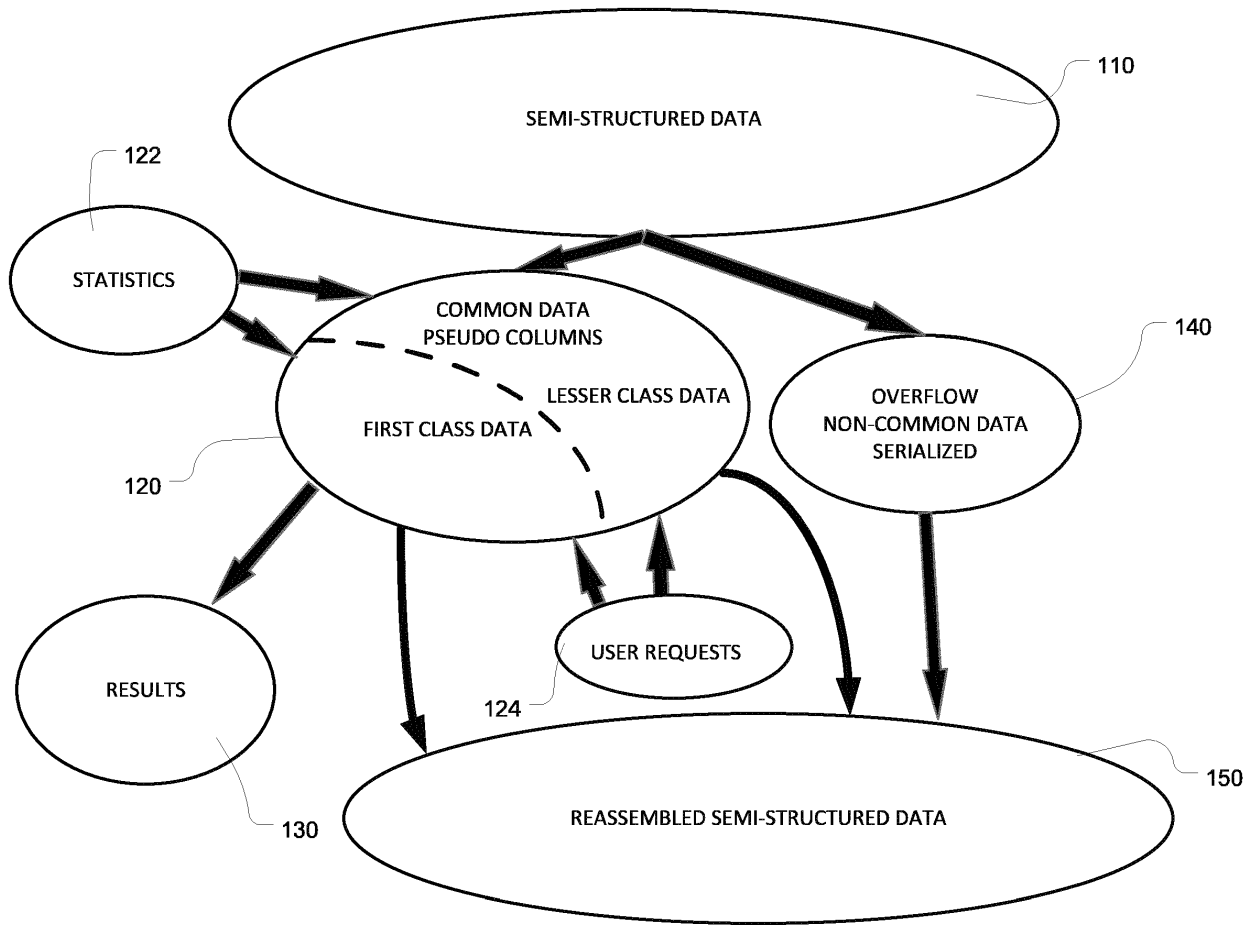 110
SEMI-STRUCTURED DATA
122
STATISTICS
COMMON DATA
PSEUDO COLUMNS
LESSER CLASS DATA
FIRST CLASS DATA
120
140
OVERFLOW
NON-COMMON DATA
SERIALIZED
RESULTS
130
USER REQUESTS
124
150
REASSEMBLED SEMI-STRUCTURED DATA